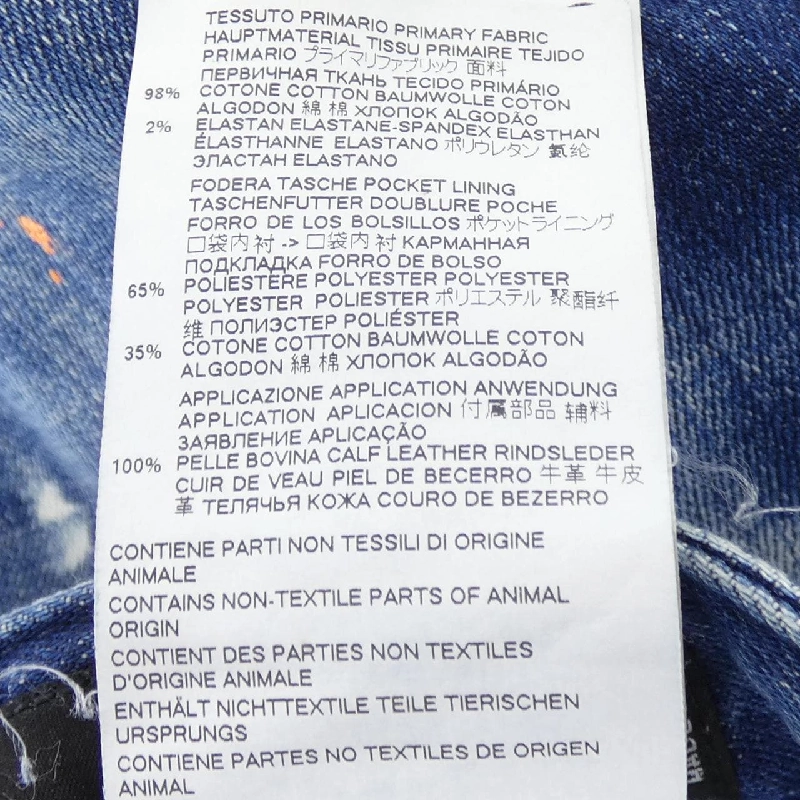 TESSUTO PRIMARIO PRIMARY FABRIC
HAUPTMATERIAL TISSU PRIMAIRE TEJIDO
PRIMARIO プライマリファブリック 面料
ПЕРВИЧНАЯ ТКАНЬ TECIDO PRIMÁRIO
98% COTONE COTTON BAUMWOLLE COTON
ALGODON 綿 棉 ХЛОПОК ALGODÃO
2% ELASTAN ELASTANE-SPANDEX ELASTHAN
ÉLASTHANNE ELASTANO ポリウレタン 氨纶
ЭЛАСТАН ELASTANO
FODERA TASCHE POCKET LINING
TASCHENFUTTER DOUBLURE POCHE
FORRO DE LOS BOLSILLOS ポケットライニング
口袋内衬 -> 口袋内衬 КАРМАННАЯ
ПОДКЛАДКА FORRO DE BOLSO
65% POLIESTERE POLYESTER POLYESTER
POLYESTER POLIESTER ポリエステル 聚酯纤
维 ПОЛИЭСТЕР POLIÉSTER
35% COTONE COTTON BAUMWOLLE COTON
ALGODON 綿 棉 ХЛОПОК ALGODÃO
APPLICAZIONE APPLICATION ANWENDUNG
APPLICATION APLICACION 付属部品 辅料
ЗАЯВЛЕНИЕ APLICAÇÃO
100% PELLE BOVINA CALF LEATHER RINDSLEDER
CUIR DE VEAU PIEL DE BECERRO 牛革 牛皮
革 ТЕЛЯЧЬЯ КОЖА COURO DE BEZERRO
CONTIENE PARTI NON TESSILI DI ORIGINE
ANIMALE
CONTAINS NON-TEXTILE PARTS OF ANIMAL
ORIGIN
CONTIENT DES PARTIES NON TEXTILES
D'ORIGINE ANIMALE
ENTHÄLT NICHTTEXTILE TEILE TIERISCHEN
URSPRUNGS
CONTIENE PARTES NO TEXTILES DE ORIGEN
ANIMAL